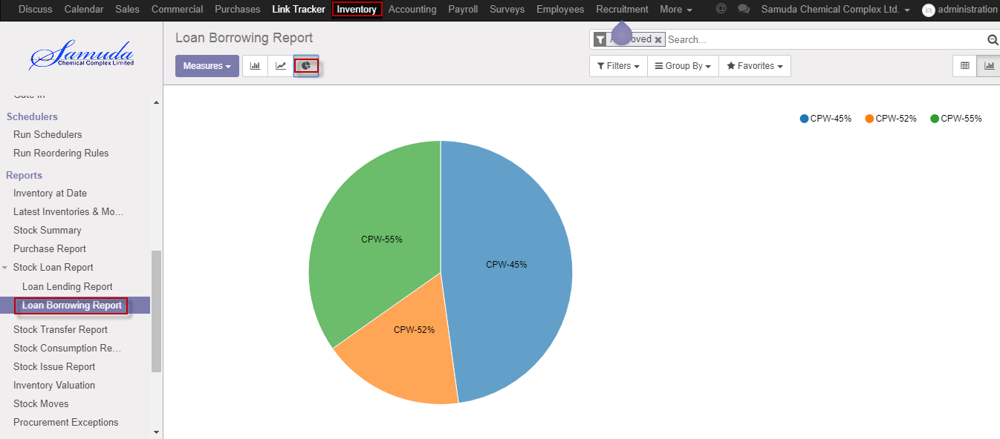 Discuss Calendar Sales Commercial Purchases Link Tracker Inventory Accounting Payroll Surveys Employees Recruitment More @ Samuda Chemical Complex Ltd. administration
Samuda
Chemical Complex Limited
Loan Borrowing Report
Search...
Measures
Filters Group By Favorites
Schedulers
Run Schedulers
Run Reordering Rules
Reports
Inventory at Date
Latest Inventories & Mo...
Stock Summary
Purchase Report
Stock Loan Report
Loan Lending Report
Loan Borrowing Report
Stock Transfer Report
Stock Consumption Re...
Stock Issue Report
Inventory Valuation
Stock Moves
Procurement Exceptions
CPW-45% CPW-52% CPW-55%
CPW-55%
CPW-45%
CPW-52%